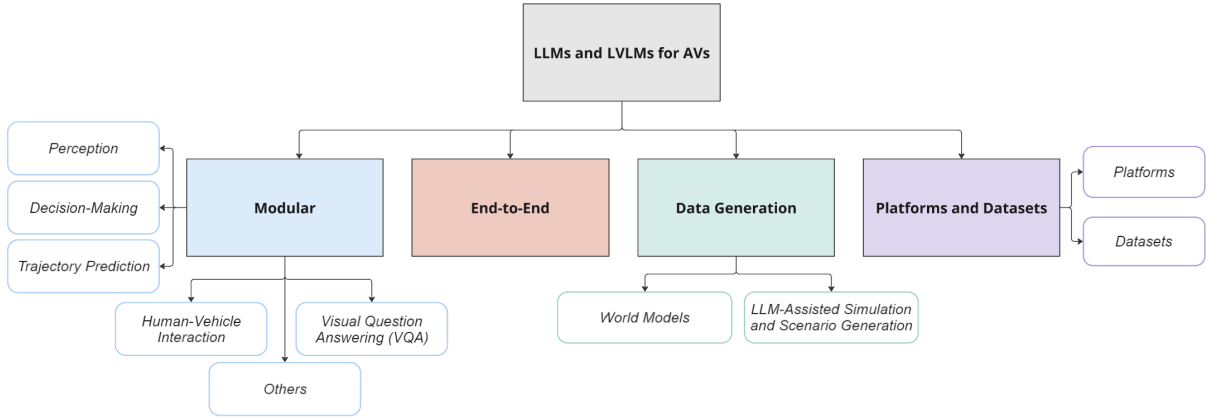 LLMs and LVLMs for AVs
Modular
End-to-End
Data Generation
Platforms and Datasets
Perception
Decision-Making
Trajectory Prediction
Human-Vehicle
Interaction
Visual Question
Answering (VQA)
Others
World Models
LLM-Assisted Simulation
and Scenario Generation
Platforms
Datasets